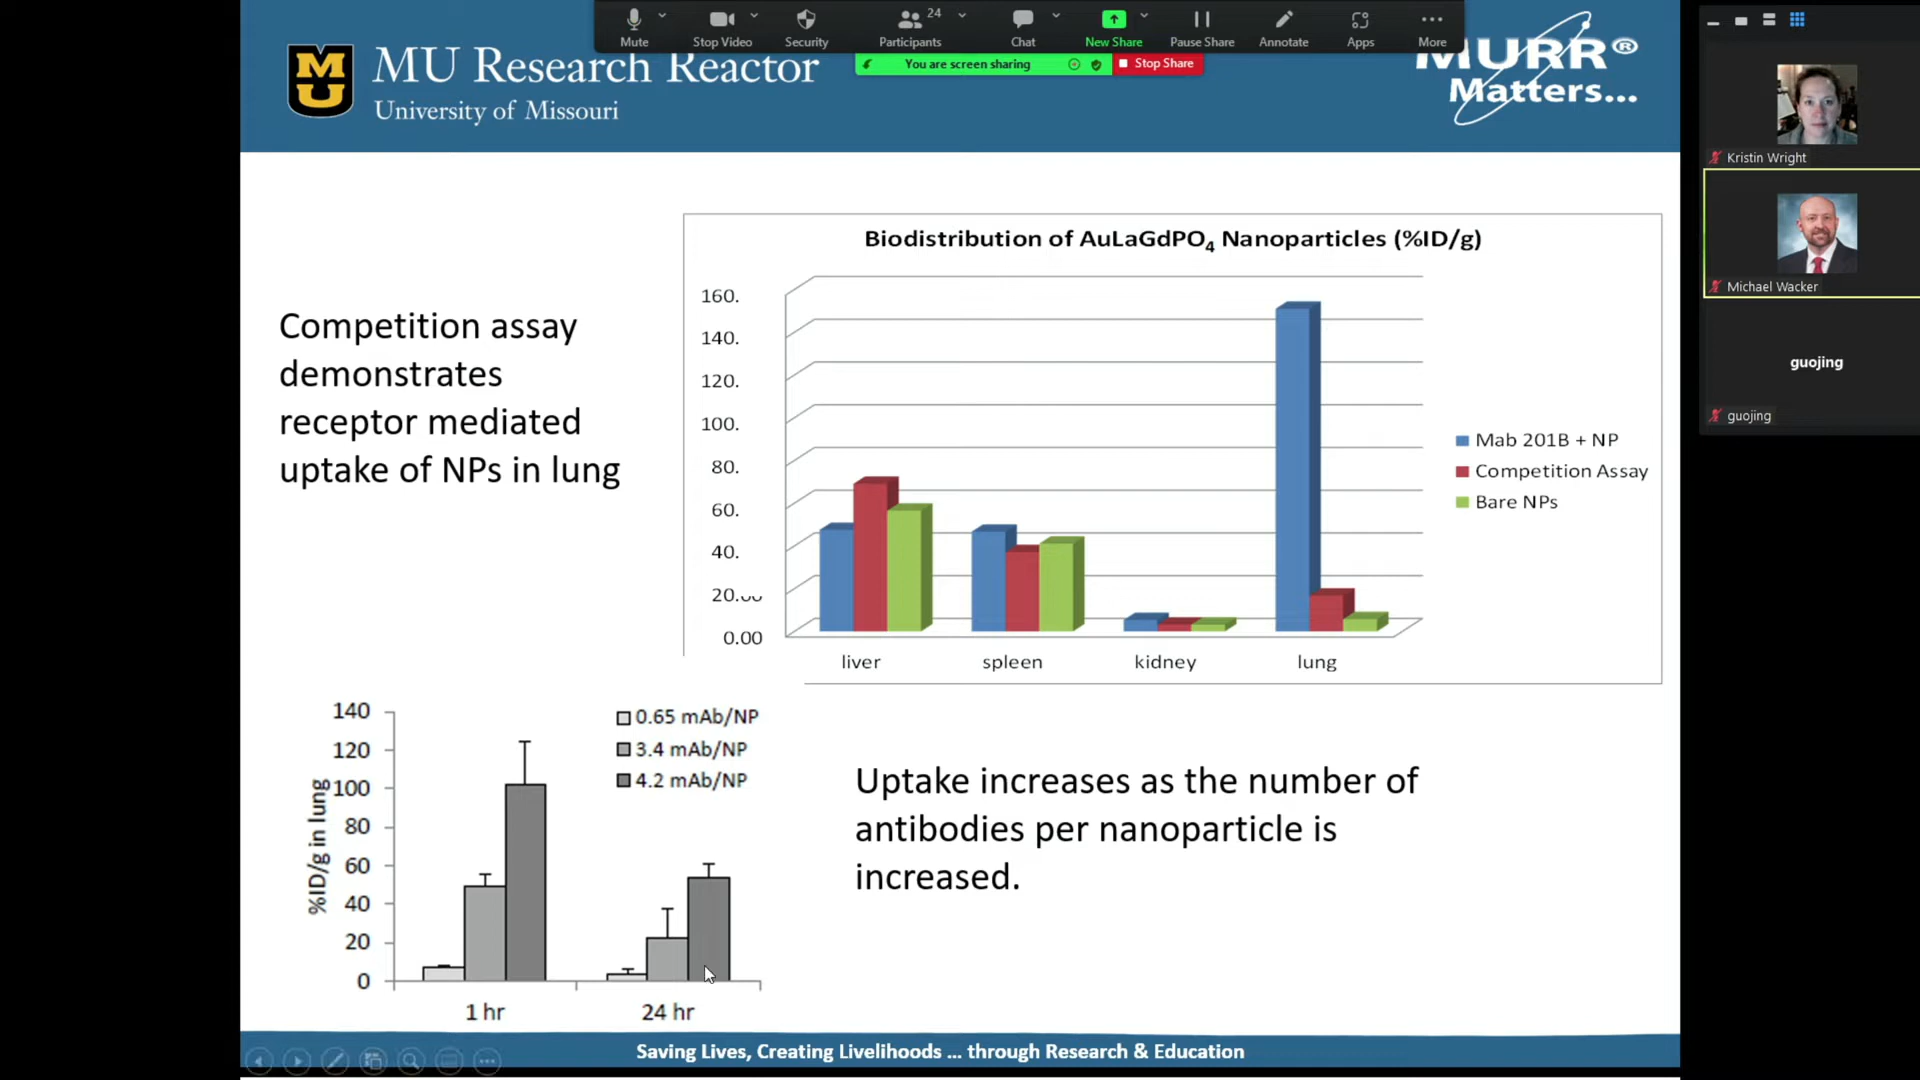 Mute
Stop Video
Security
Participants
24
Chat
New Share
Pause Share
Annotate
Apps
More
You are screen sharing
Stop Share
MU
MU Research Reactor
University of Missouri
MURR®
Matters...
Kristin Wright
Michael Wacker
guojing
guojing
Competition assay
demonstrates
receptor mediated
uptake of NPs in lung
Biodistribution of AuLaGdPO4 Nanoparticles (%ID/g)
160.
140.
120.
100.
80.
60.
40.
20.
0.00
liver
spleen
kidney
lung
Mab 201B + NP
Competition Assay
Bare NPs
%ID/g in lung
140
120
100
80
60
40
20
0
1 hr
24 hr
0.65 mAb/NP
3.4 mAb/NP
4.2 mAb/NP
Uptake increases as the number of
antibodies per nanoparticle is
increased.
Saving Lives, Creating Livelihoods ... through Research & Education